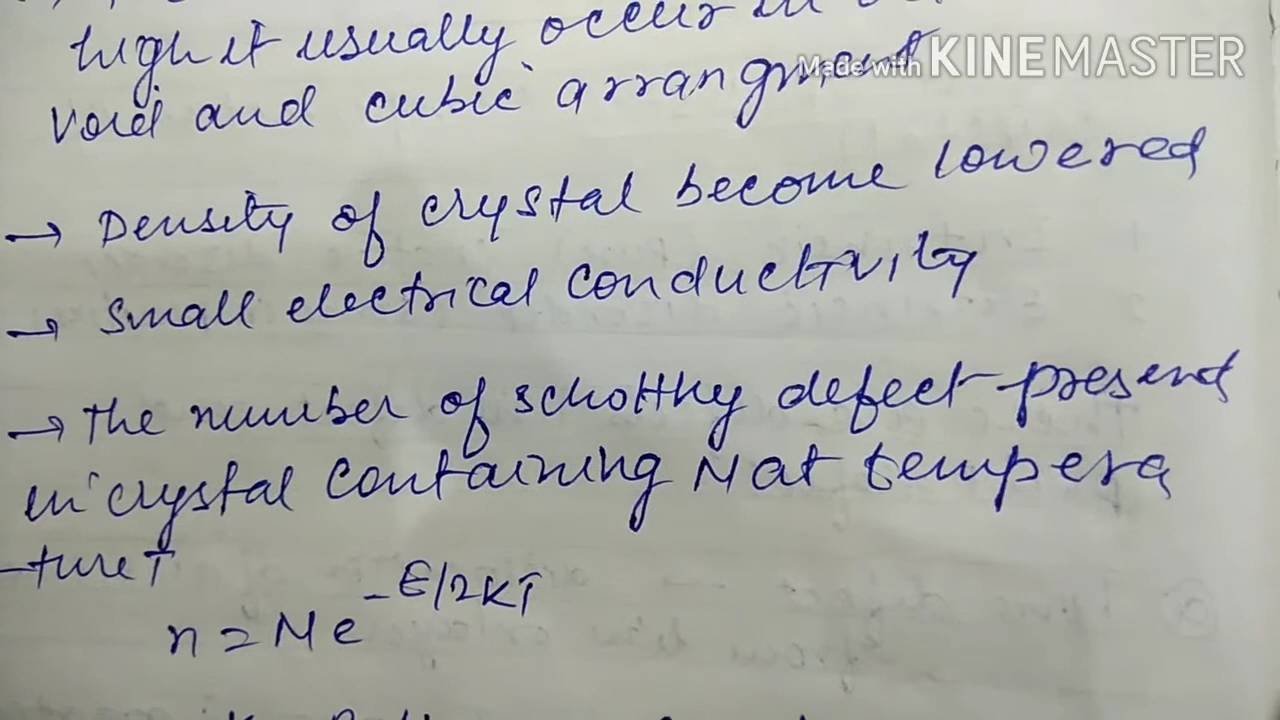 high it usually occur in
Made with KINEMASTER
void and cubic arrangment
→ Density of crystal become lowered
→ Small electrical conductivity
→ The number of schottky defect present
in crystal containing N at tempera
-ture T
n = N e^-E/2KT